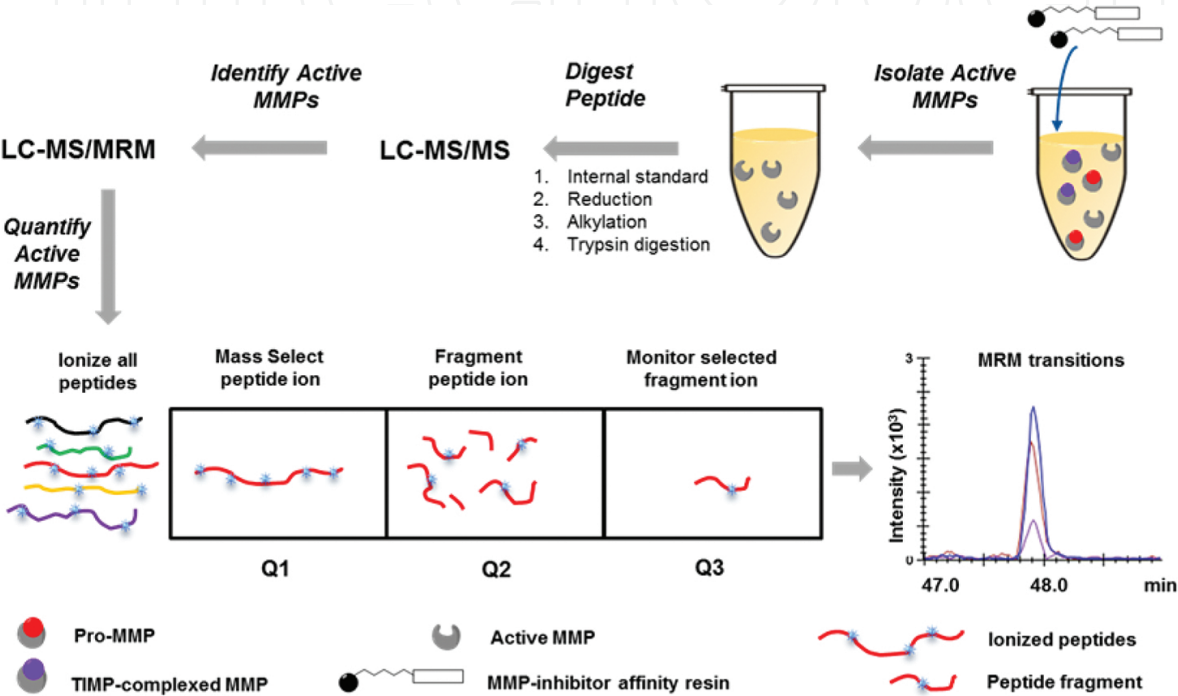 Identify Active
MMPs
Digest
Peptide
Isolate Active
MMPs
LC-MS/MRM
LC-MS/MS
1. Internal standard
2. Reduction
3. Alkylation
4. Trypsin digestion
Quantify
Active
MMPs
Ionize all
peptides
Mass Select
peptide ion
Fragment
peptide ion
Monitor selected
fragment ion
MRM transitions
3
Intensity (x10³)
0
47.0 48.0 min
Q1 Q2 Q3
Pro-MMP
Active MMP
Ionized peptides
TIMP-complexed MMP
MMP-inhibitor affinity resin
Peptide fragment